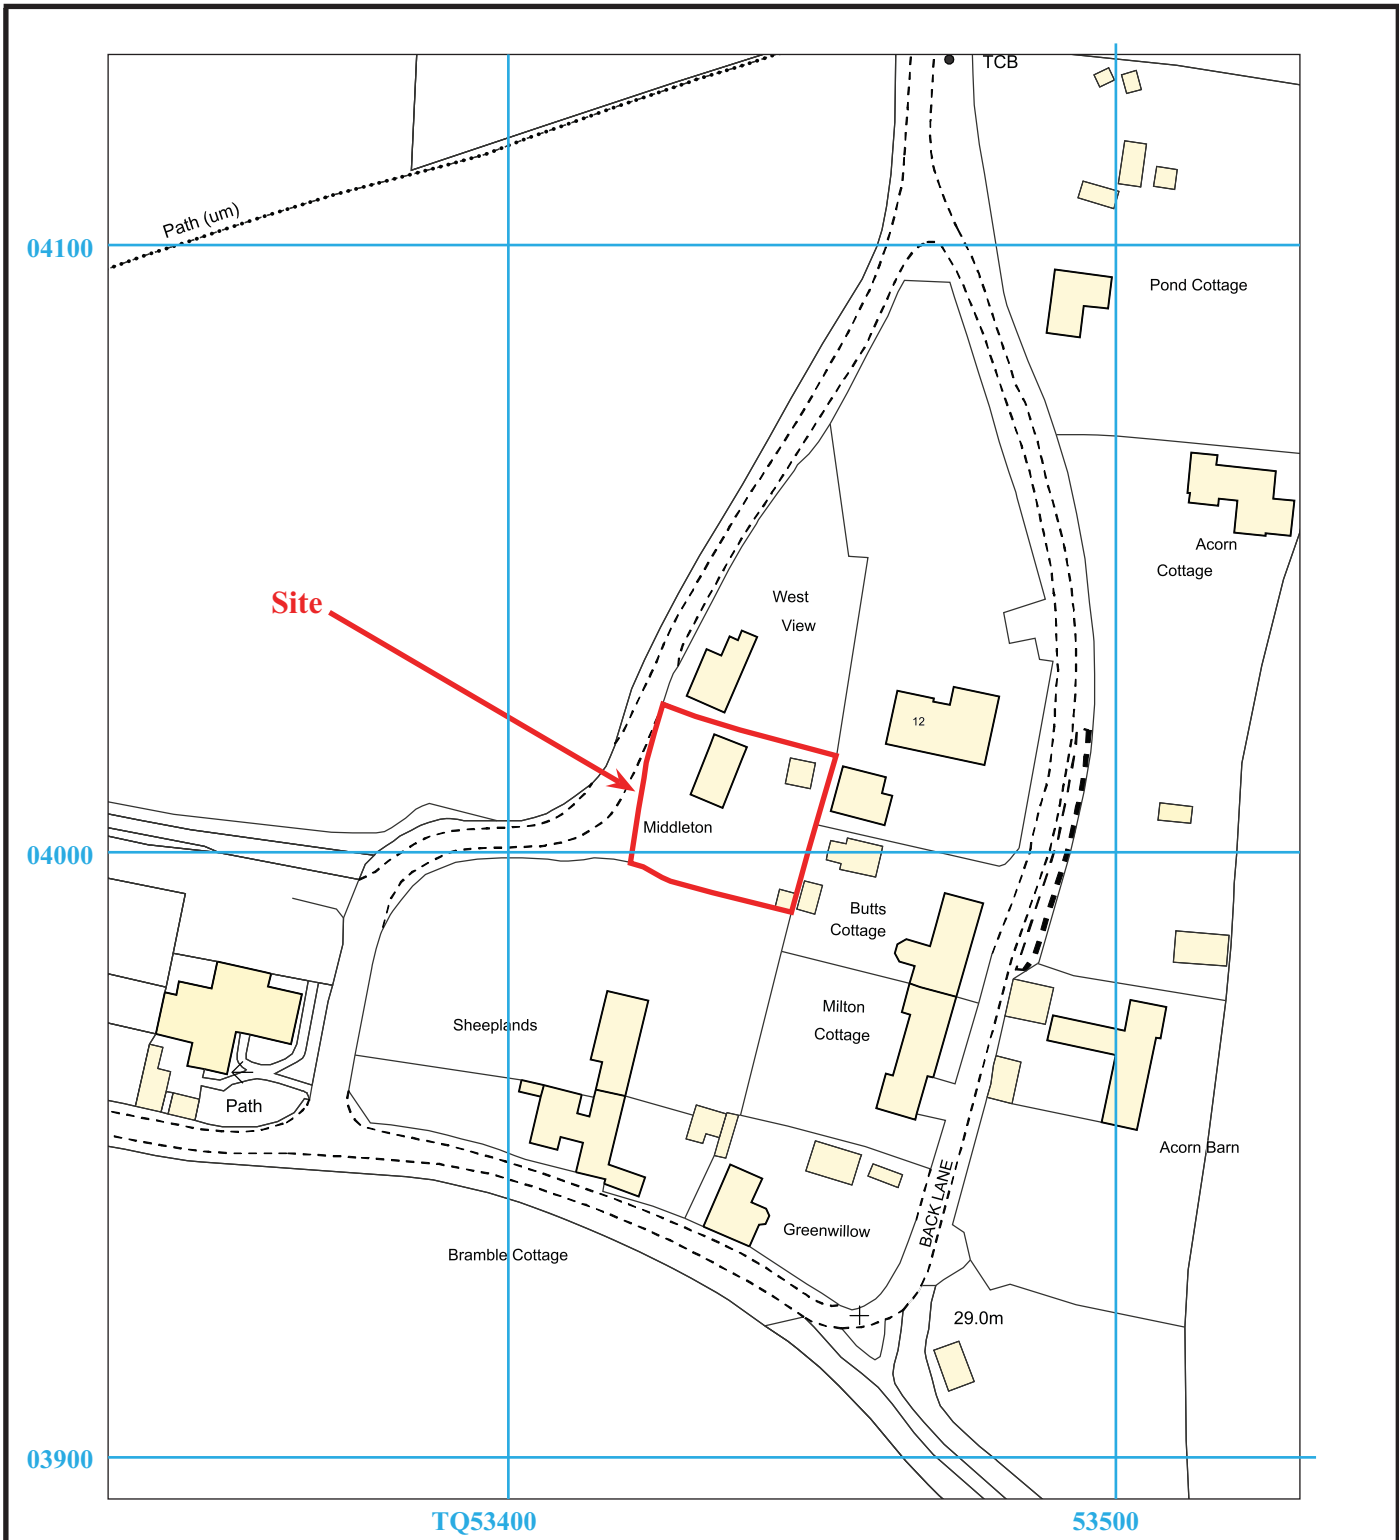 TCB
Path (um)
04100
Pond Cottage
Acorn
Cottage
Site
West
View
12
Middleton
04000
Butts
Cottage
Milton
Cottage
Sheeplands
Path
Acorn Barn
BACK LANE
Greenwillow
Bramble Cottage
29.0m
03900
TQ53400
53500